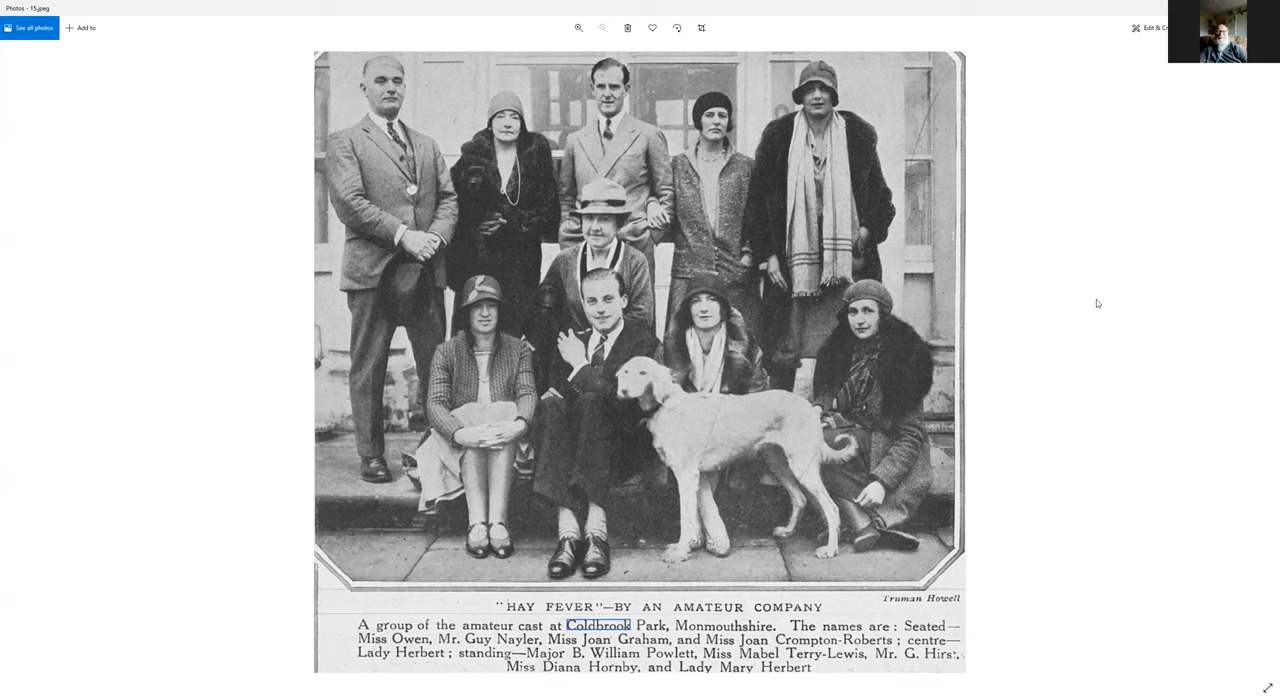 Photos - 15.jpeg
See all photos
Add to
Edit & Cr
Truman Howell
"HAY FEVER"—BY AN AMATEUR COMPANY
A group of the amateur cast at Coldbrook Park, Monmouthshire. The names are : Seated—
Miss Owen, Mr. Guy Nayler, Miss Joan Graham, and Miss Joan Crompton-Roberts ; centre—
Lady Herbert ; standing—Major B. William Powlett, Miss Mabel Terry-Lewis, Mr. G. Hirst,
Miss Diana Hornby, and Lady Mary Herbert